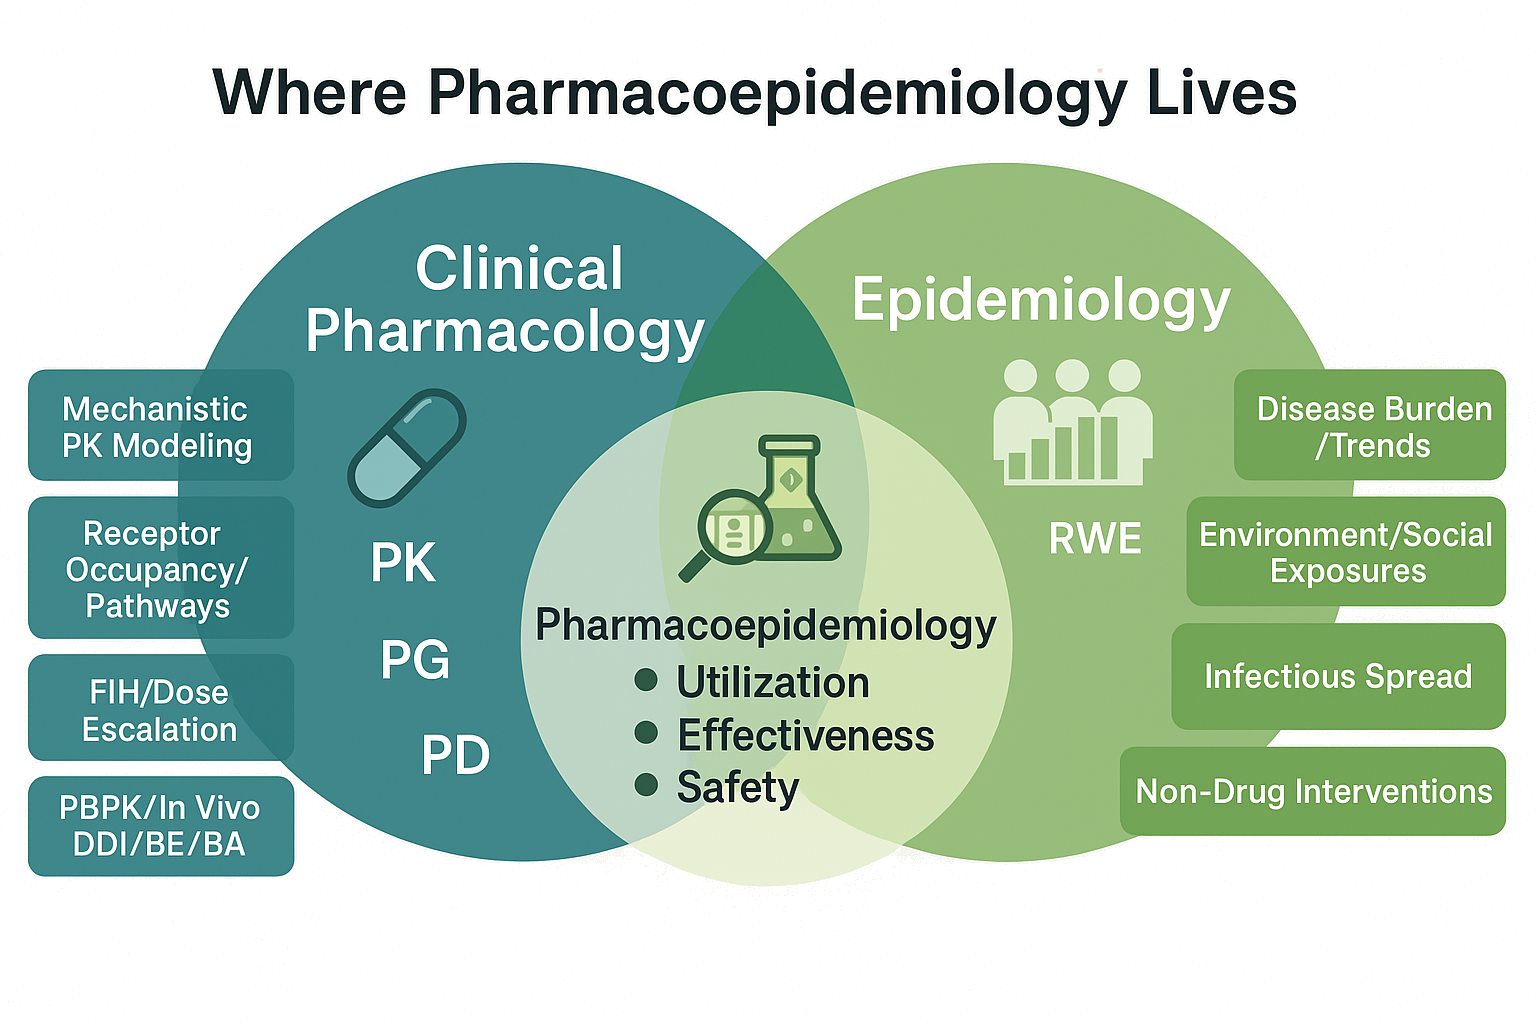 Where Pharmacoepidemiology Lives
Clinical
Pharmacology
PK
PG
PD
Mechanistic
PK Modeling
Receptor
Occupancy/
Pathways
FIH/Dose
Escalation
PBPK/In Vivo
DDI/BE/BA
Pharmacoepidemiology
● Utilization
● Effectiveness
● Safety
Epidemiology
RWE
Disease Burden
/Trends
Environment/Social
Exposures
Infectious Spread
Non-Drug Interventions